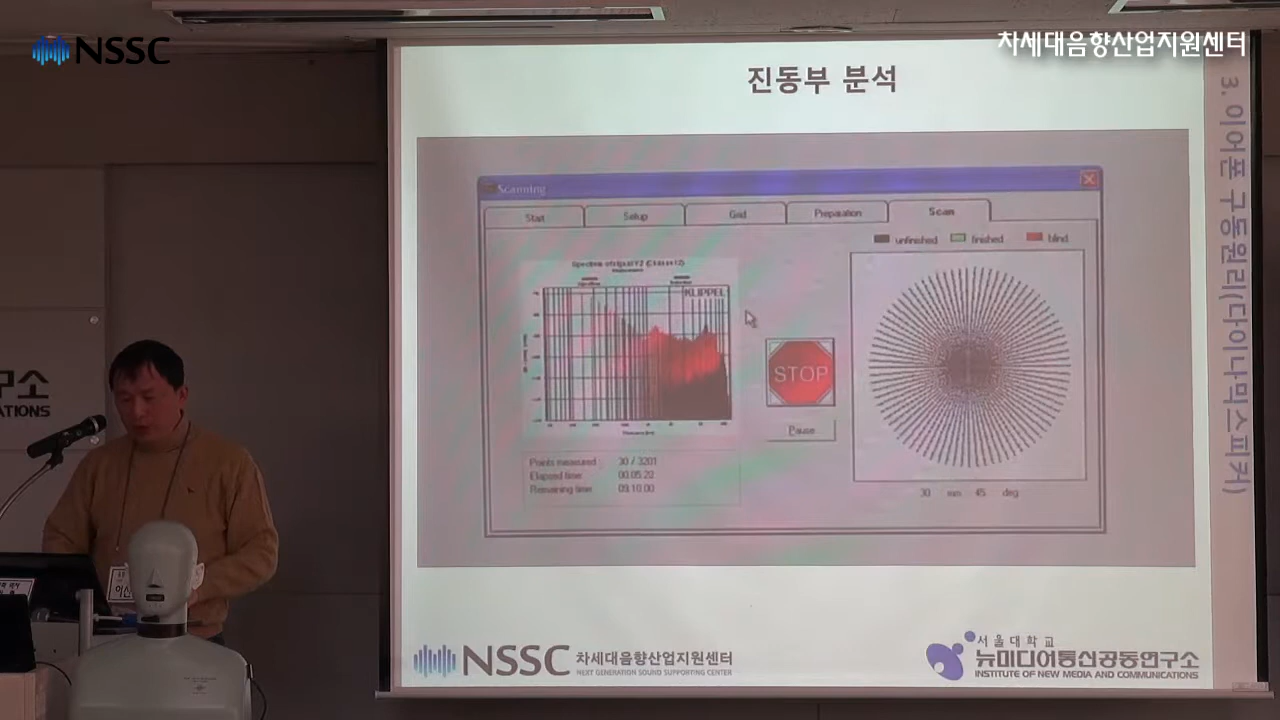 NSSC
차세대음향산업지원센터
진동부 분석
3. 이어폰 구동원리(다이나믹스피커)
Scanning
Start
Setup
Grid
Preparation
Scan
unfinished
finished
blind
KLIPPEL
STOP
Pause
Points measured : 30 / 3201
Elapsed time : 00:05:22
Remaining time : 09:10:00
30 mm 45 deg
구소
ATIONS
NSSC 차세대음향산업지원센터
NEXT GENERATION SOUND SUPPORTING CENTER
서울대학교
뉴미디어통신공동연구소
INSTITUTE OF NEW MEDIA AND COMMUNICATIONS